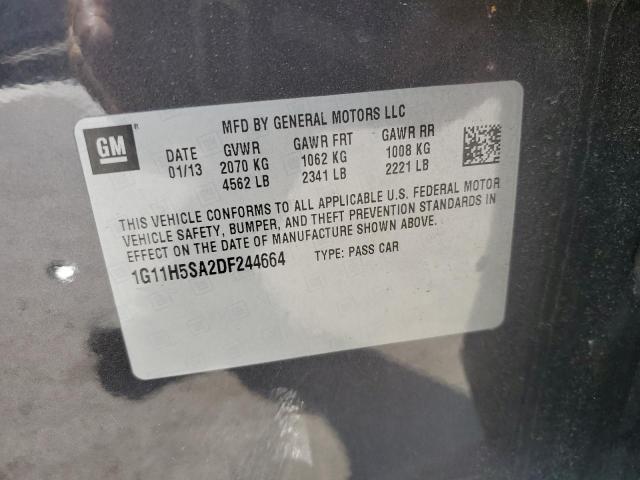 MFD BY GENERAL MOTORS LLC
GM
DATE GVWR GAWR FRT GAWR RR
01/13 2070 KG 1062 KG 1008 KG
4562 LB 2341 LB 2221 LB
THIS VEHICLE CONFORMS TO ALL APPLICABLE U.S. FEDERAL MOTOR
VEHICLE SAFETY, BUMPER, AND THEFT PREVENTION STANDARDS IN
EFFECT ON THE DATE OF MANUFACTURE SHOWN ABOVE.
1G11H5SA2DF244664 TYPE: PASS CAR